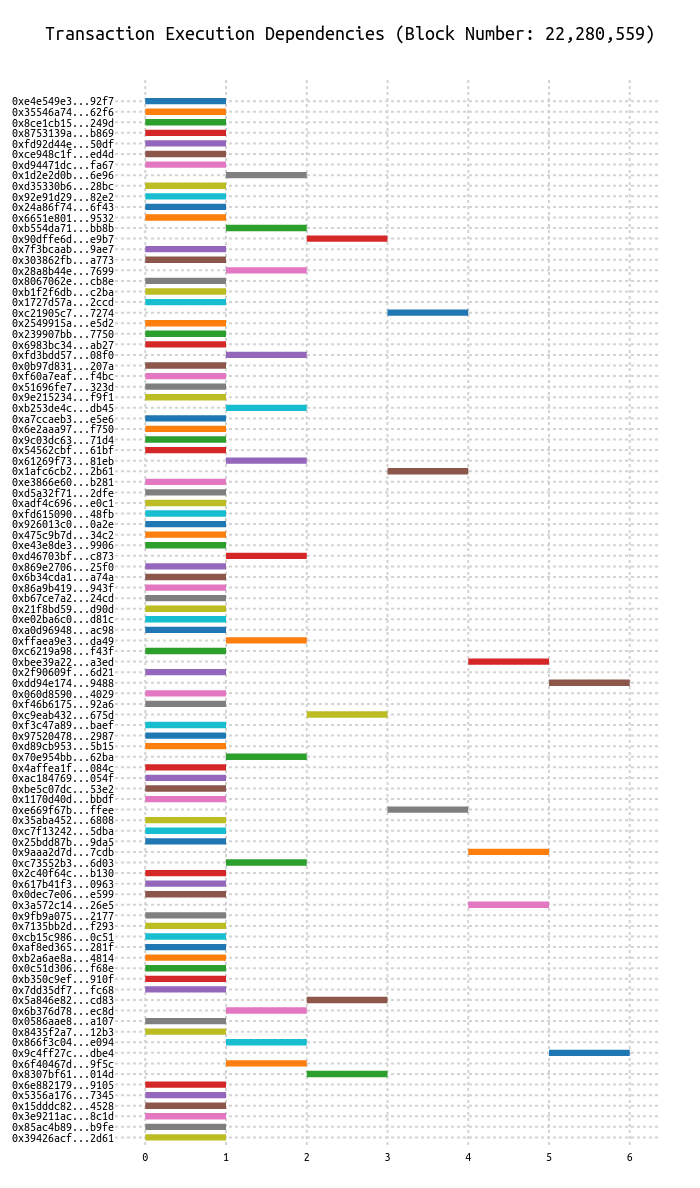 Transaction Execution Dependencies (Block Number: 22,280,559)
0xe4e549e3...92f7
0x35546a74...62f6
0x8ce1cb15...249d
0x8753139a...b869
0xfd92d44e...50df
0xce948c1f...ed4d
0xd94471dc...fa67
0x1d2e2d0b...6e96
0xd35330b6...28bc
0x92e91d29...82e2
0x24a86f74...6f43
0x6651e801...9532
0xb554da71...bb8b
0x90dffe6d...e9b7
0x7f3bcaab...9ae7
0x303862fb...a773
0x28a8b44e...7699
0x8067062e...cb8e
0xb1f2f6db...c2ba
0x1727d57a...2ccd
0xc21905c7...7274
0x2549915a...e5d2
0x239907bb...7750
0x6983bc34...ab27
0xfd3bdd57...08f0
0x0b97d831...207a
0xf60a7eaf...f4bc
0x51696fe7...323d
0x9e215234...f9f1
0xb253de4c...db45
0xa7ccaeb3...e5e6
0x6e2aaa97...f750
0x9c03dc63...71d4
0x54562cbf...61bf
0x61269f73...81eb
0x1afc6cb2...2b61
0xe3866e60...b281
0xd5a32f71...2dfe
0xadf4c696...e0c1
0xfd615090...48fb
0x926013c0...0a2e
0x475c9b7d...34c2
0xe43e8de3...9906
0xd46703bf...c873
0x869e2706...25f0
0x6b34cda1...a74a
0x86a9b419...943f
0xb67ce7a2...24cd
0x21f8bd59...d90d
0xe02ba6c0...d81c
0xa0d96948...ac98
0xffaea9e3...da49
0xc6219a98...f43f
0xbee39a22...a3ed
0x2f90609f...6d21
0xdd94e174...9488
0x060d8590...4029
0xf46b6175...92a6
0xc9eab432...675d
0xf3c47a89...baef
0x97520478...2987
0xd89cb953...5b15
0x70e954bb...62ba
0x4affea1f...084c
0xac184769...054f
0xbe5c07dc...53e2
0x1170d40d...bbdf
0xe669f67b...ffee
0x35aba452...6808
0xc7f13242...5dba
0x25bdd87b...9da5
0x9aaa2d7d...7cdb
0xc73552b3...6d03
0x2c40f64c...b130
0x617b41f3...0963
0x0dec7e06...e599
0x3a572c14...26e5
0x9fb9a075...2177
0x7135bb2d...f293
0xcb15c986...0c51
0xaf8ed365...281f
0xb2a6ae8a...4814
0x0c51d306...f68e
0xb350c9ef...910f
0x7dd35df7...fc68
0x5a846e82...cd83
0x6b376d78...ec8d
0x0586aae8...a107
0x8435f2a7...12b3
0x866f3c04...e094
0x9c4ff27c...dbe4
0x6f40467d...9f5c
0x8307bf61...014d
0x6e882179...9105
0x5356a176...7345
0x15dddc82...4528
0x3e9211ac...8c1d
0x85ac4b89...b9fe
0x39426acf...2d61
0 1 2 3 4 5 6